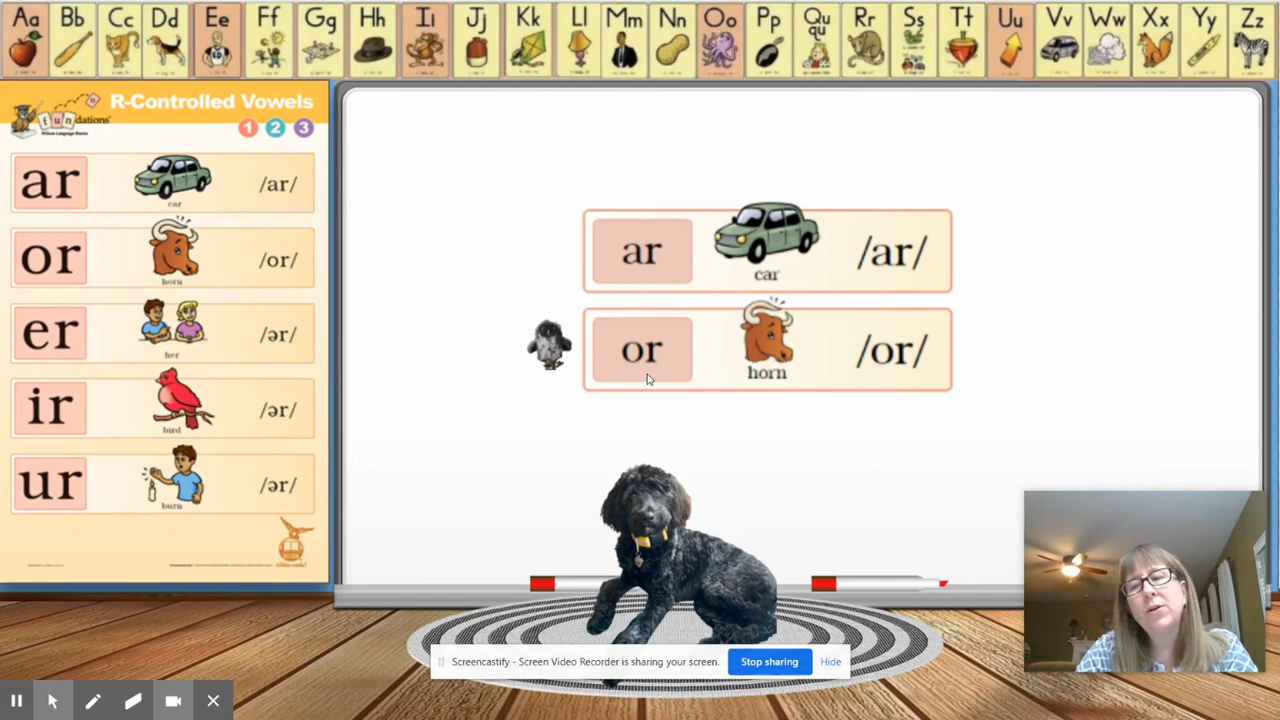 Aa Bb Cc Dd Ee Ff Gg Hh Ii Jj Kk Ll Mm Nn Oo Pp Qu qu Rr Ss Tt Uu Vv Ww Xx Yy Zz
R-Controlled Vowels
fundations
1 2 3
ar car /ar/
or horn /or/
er her /ər/
ir bird /ər/
ur burn /ər/
ar car /ar/
or horn /or/
Screencastify - Screen Video Recorder is sharing your screen. Stop sharing Hide